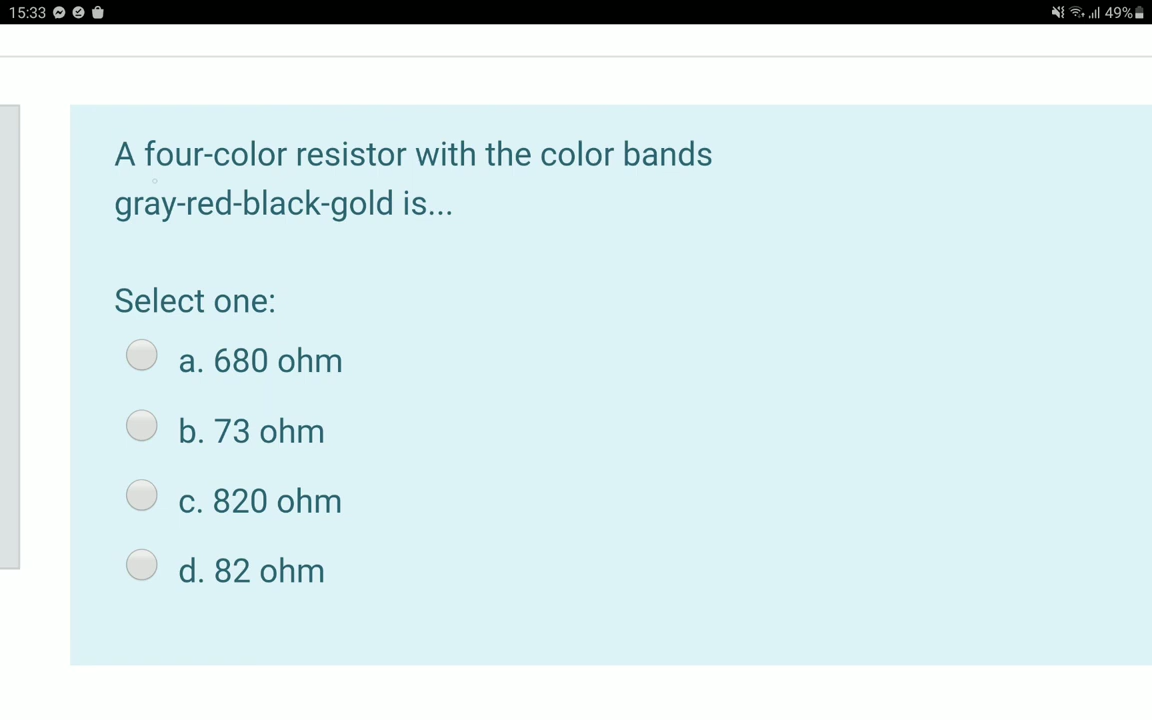 15:33
49%
A four-color resistor with the color bands
gray-red-black-gold is...
Select one:
a. 680 ohm
b. 73 ohm
c. 820 ohm
d. 82 ohm